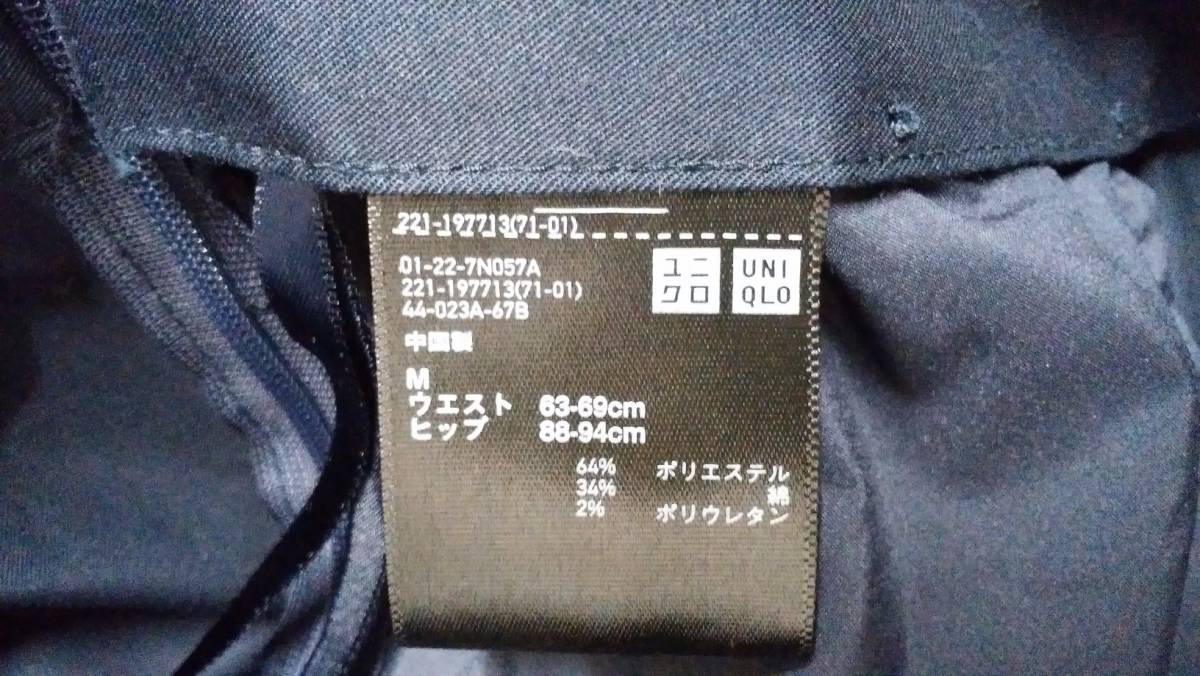 221-197713(71-01)
01-22-7N057A
221-197713(71-01)
44-023A-67B
ユニ
クロ
UNI
QLO
中国製
M
ウエスト 63-69cm
ヒップ 88-94cm
64% ポリエステル
34% 綿
2% ポリウレタン